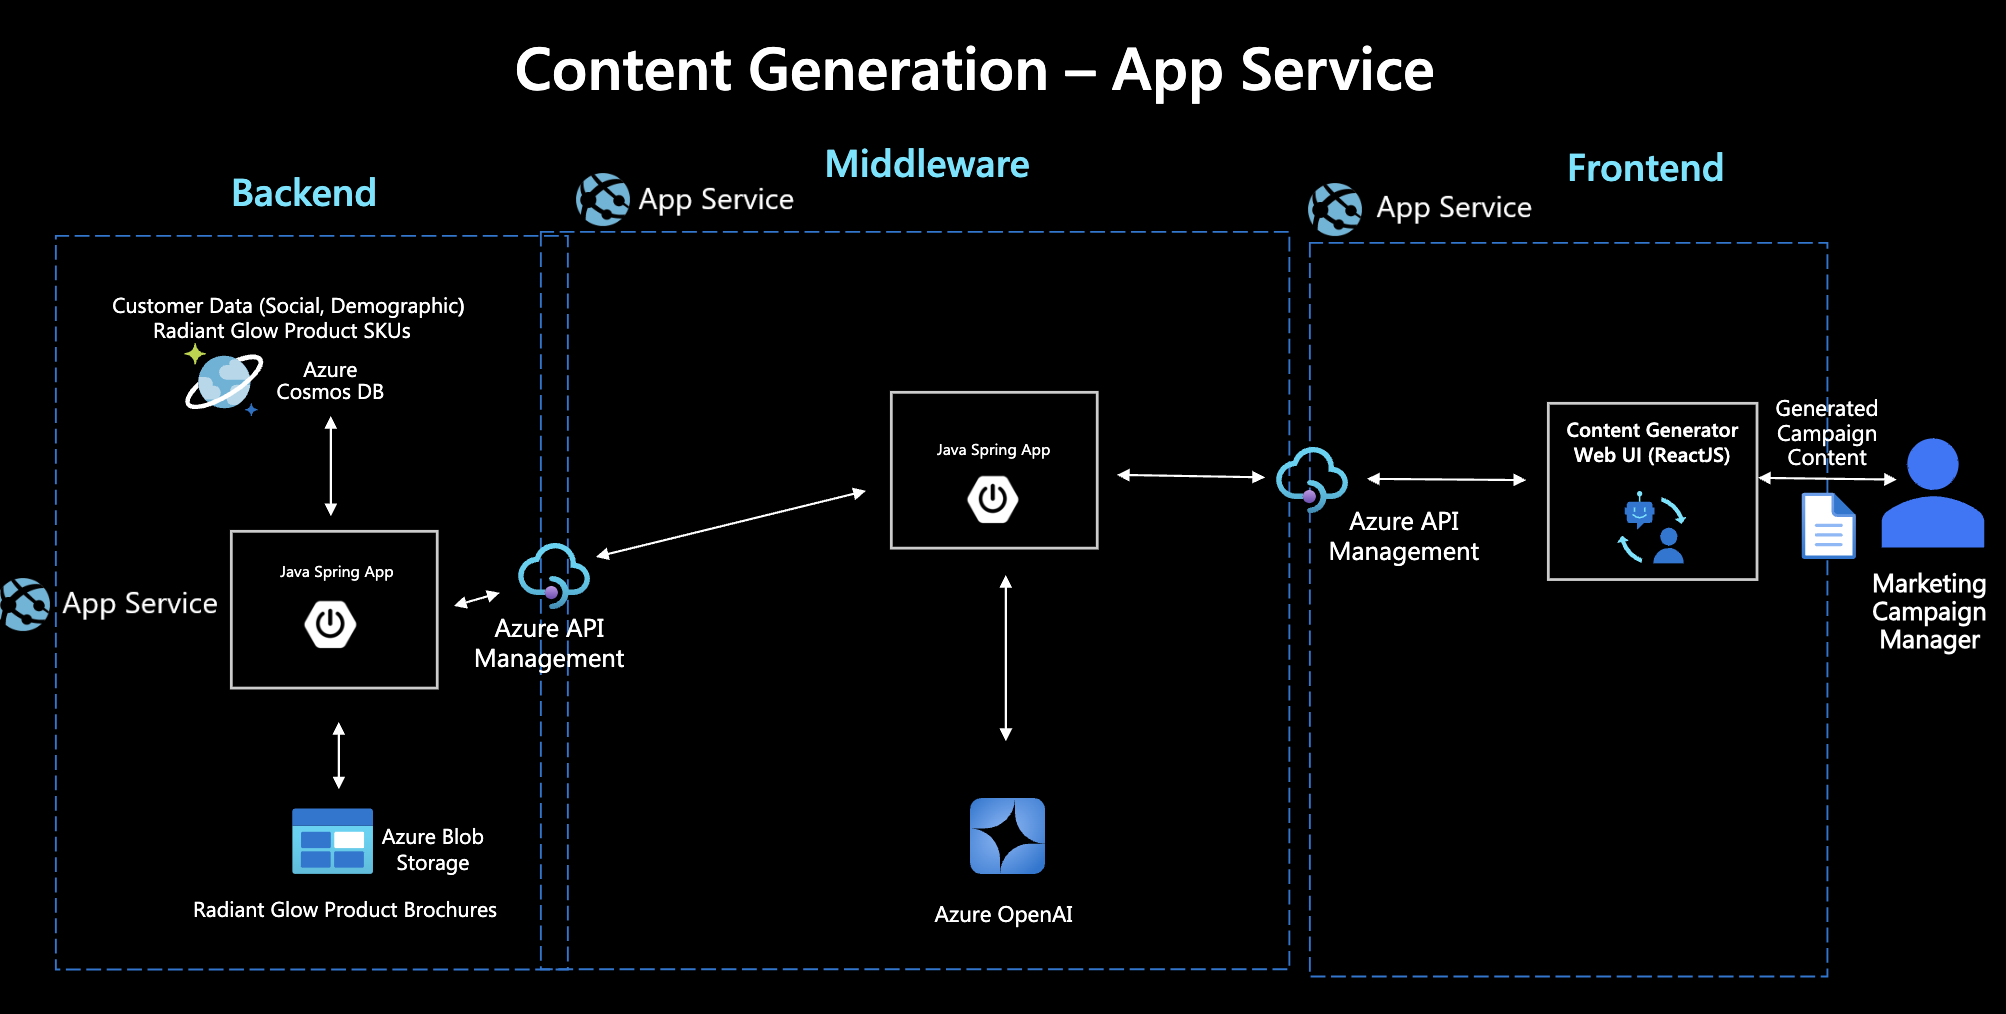 Content Generation – App Service
Backend
Middleware
Frontend
App Service
App Service
Customer Data (Social, Demographic)
Radiant Glow Product SKUs
Azure
Cosmos DB
App Service
Java Spring App
Azure API
Management
Azure Blob
Storage
Radiant Glow Product Brochures
Java Spring App
Azure OpenAI
Azure API
Management
Content Generator
Web UI (ReactJS)
Generated
Campaign
Content
Marketing
Campaign
Manager